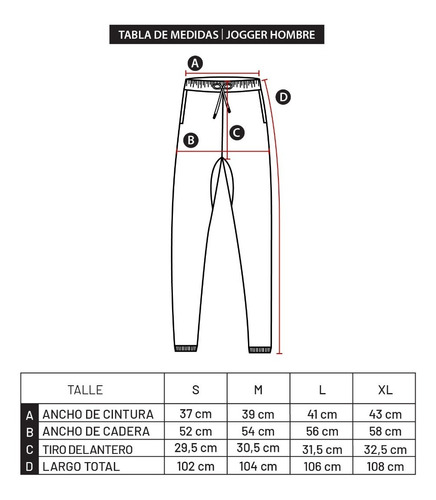 TABLA DE MEDIDAS | JOGGER HOMBRE
A
D
C
B
TALLE S M L XL
A ANCHO DE CINTURA 37 cm 39 cm 41 cm 43 cm
B ANCHO DE CADERA 52 cm 54 cm 56 cm 58 cm
C TIRO DELANTERO 29,5 cm 30,5 cm 31,5 cm 32,5 cm
D LARGO TOTAL 102 cm 104 cm 106 cm 108 cm